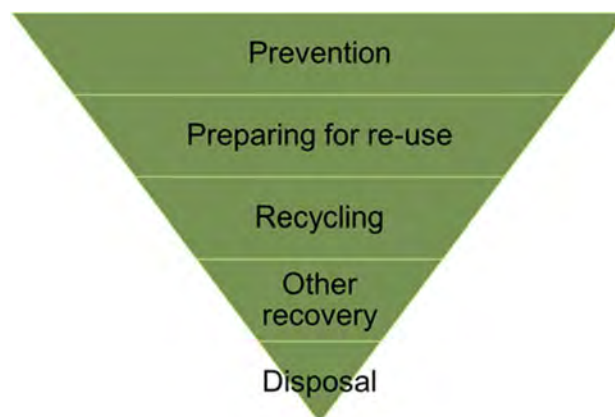 Prevention
Preparing for re-use
Recycling
Other
recovery
Disposal